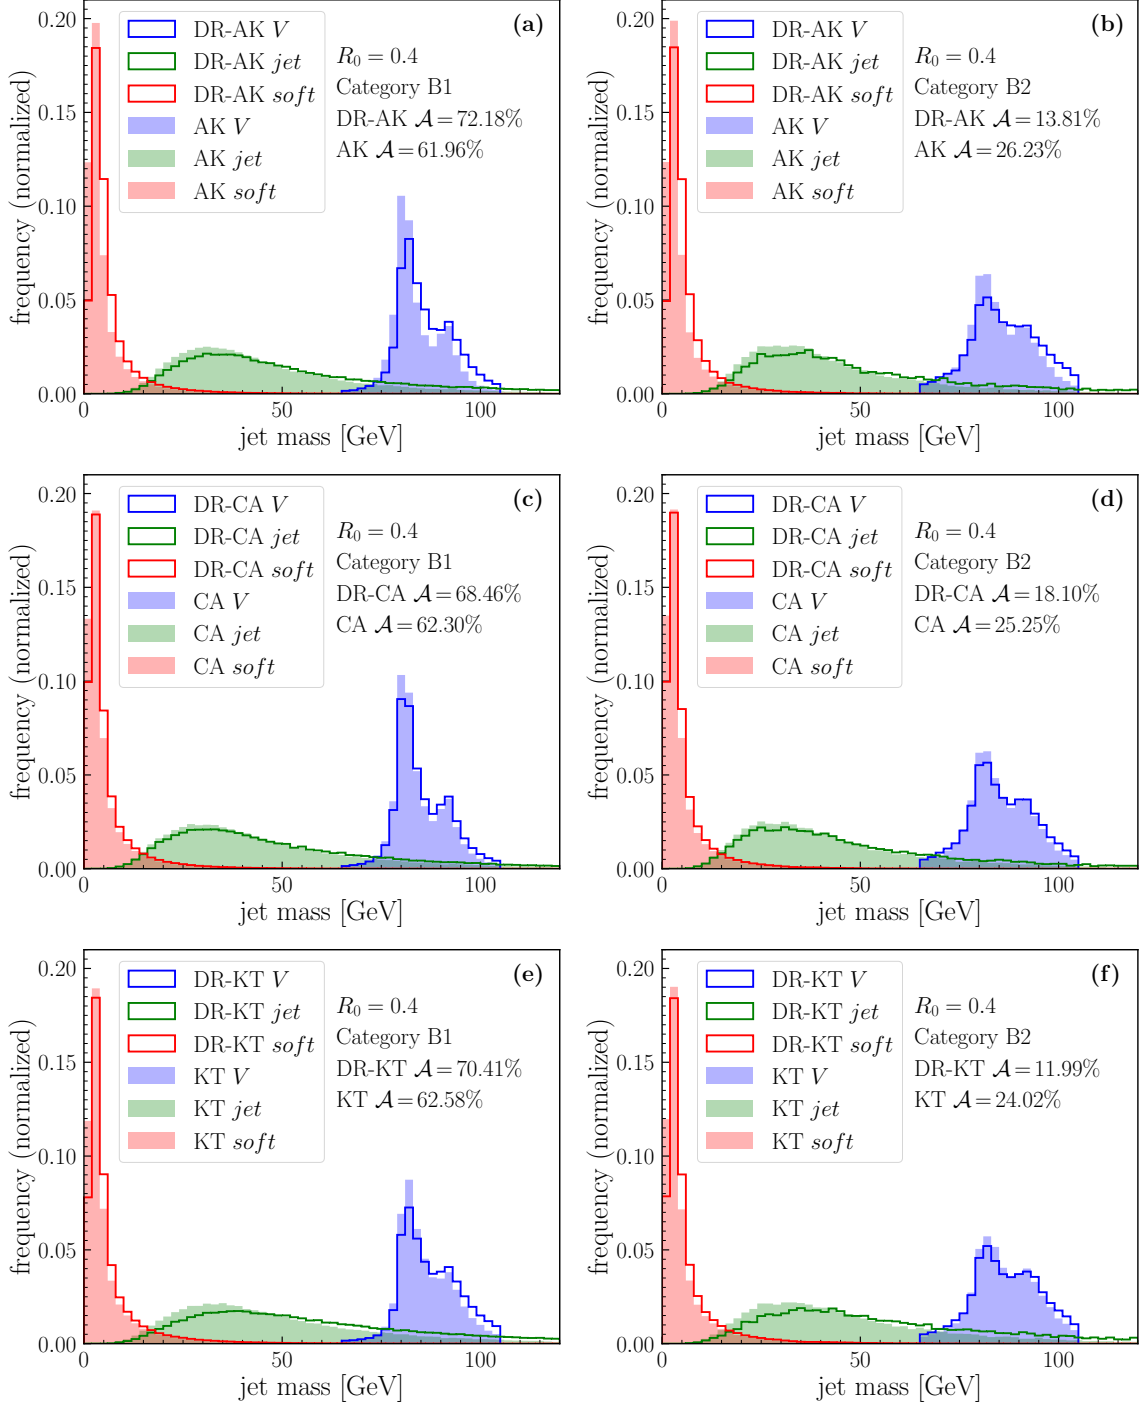 (a)
DR-AK V
DR-AK jet
DR-AK soft
AK V
AK jet
AK soft
R₀ = 0.4
Category B1
DR-AK 𝒜 = 72.18%
AK 𝒜 = 61.96%
frequency (normalized)
0.20
0.15
0.10
0.05
0.00
0 50 100
jet mass [GeV]
(b)
DR-AK V
DR-AK jet
DR-AK soft
AK V
AK jet
AK soft
R₀ = 0.4
Category B2
DR-AK 𝒜 = 13.81%
AK 𝒜 = 26.23%
frequency (normalized)
0.20
0.15
0.10
0.05
0.00
0 50 100
jet mass [GeV]
(c)
DR-CA V
DR-CA jet
DR-CA soft
CA V
CA jet
CA soft
R₀ = 0.4
Category B1
DR-CA 𝒜 = 68.46%
CA 𝒜 = 62.30%
frequency (normalized)
0.20
0.15
0.10
0.05
0.00
0 50 100
jet mass [GeV]
(d)
DR-CA V
DR-CA jet
DR-CA soft
CA V
CA jet
CA soft
R₀ = 0.4
Category B2
DR-CA 𝒜 = 18.10%
CA 𝒜 = 25.25%
frequency (normalized)
0.20
0.15
0.10
0.05
0.00
0 50 100
jet mass [GeV]
(e)
DR-KT V
DR-KT jet
DR-KT soft
KT V
KT jet
KT soft
R₀ = 0.4
Category B1
DR-KT 𝒜 = 70.41%
KT 𝒜 = 62.58%
frequency (normalized)
0.20
0.15
0.10
0.05
0.00
0 50 100
jet mass [GeV]
(f)
DR-KT V
DR-KT jet
DR-KT soft
KT V
KT jet
KT soft
R₀ = 0.4
Category B2
DR-KT 𝒜 = 11.99%
KT 𝒜 = 24.02%
frequency (normalized)
0.20
0.15
0.10
0.05
0.00
0 50 100
jet mass [GeV]